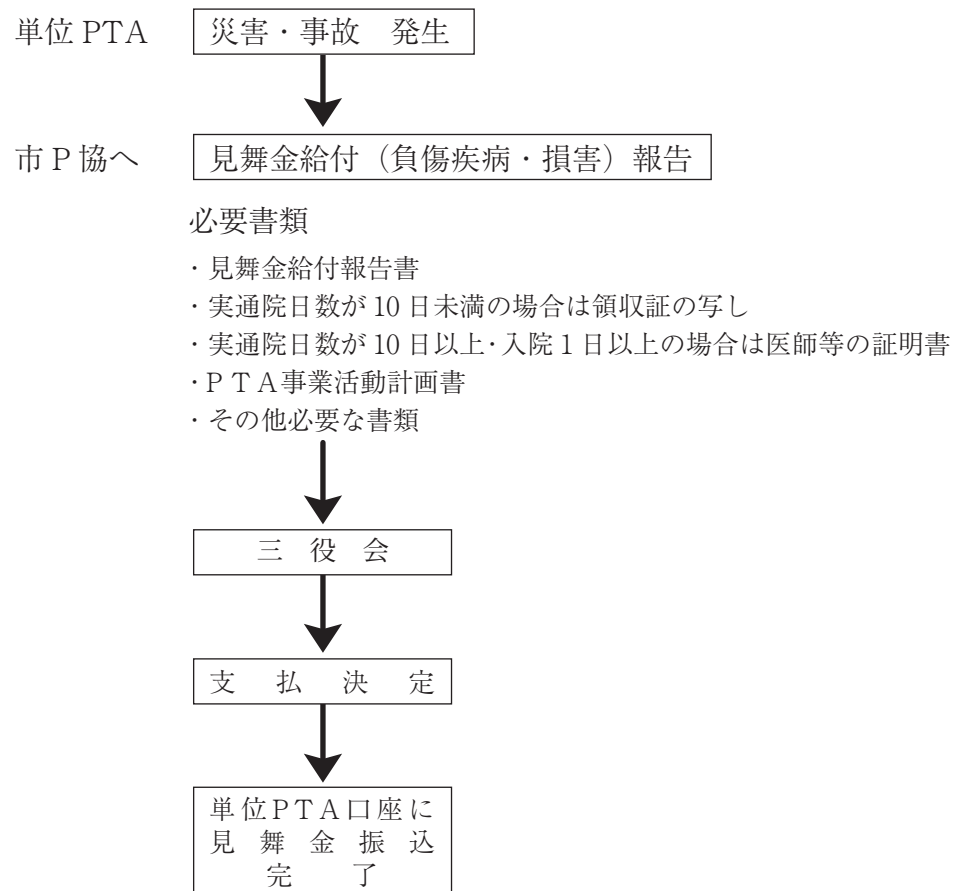 単位 PTA 災害・事故　発生
市Ｐ協へ 見舞金給付（負傷疾病・損害）報告
必要書類
・見舞金給付報告書
・実通院日数が 10 日未満の場合は領収証の写し
・実通院日数が 10 日以上・入院１日以上の場合は医師等の証明書
・ＰＴＡ事業活動計画書
・その他必要な書類
三　役　会
支　払　決　定
単位ＰＴＡ口座に
見　舞　金　振　込
完　　了